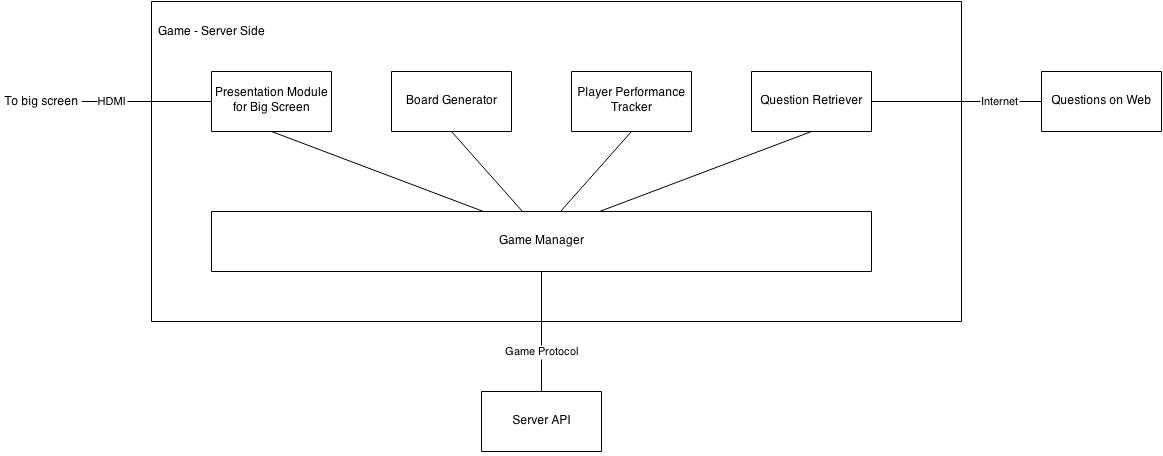 Game - Server Side
To big screen
HDMI
Presentation Module
for Big Screen
Board Generator
Player Performance
Tracker
Question Retriever
Internet
Questions on Web
Game Manager
Game Protocol
Server API